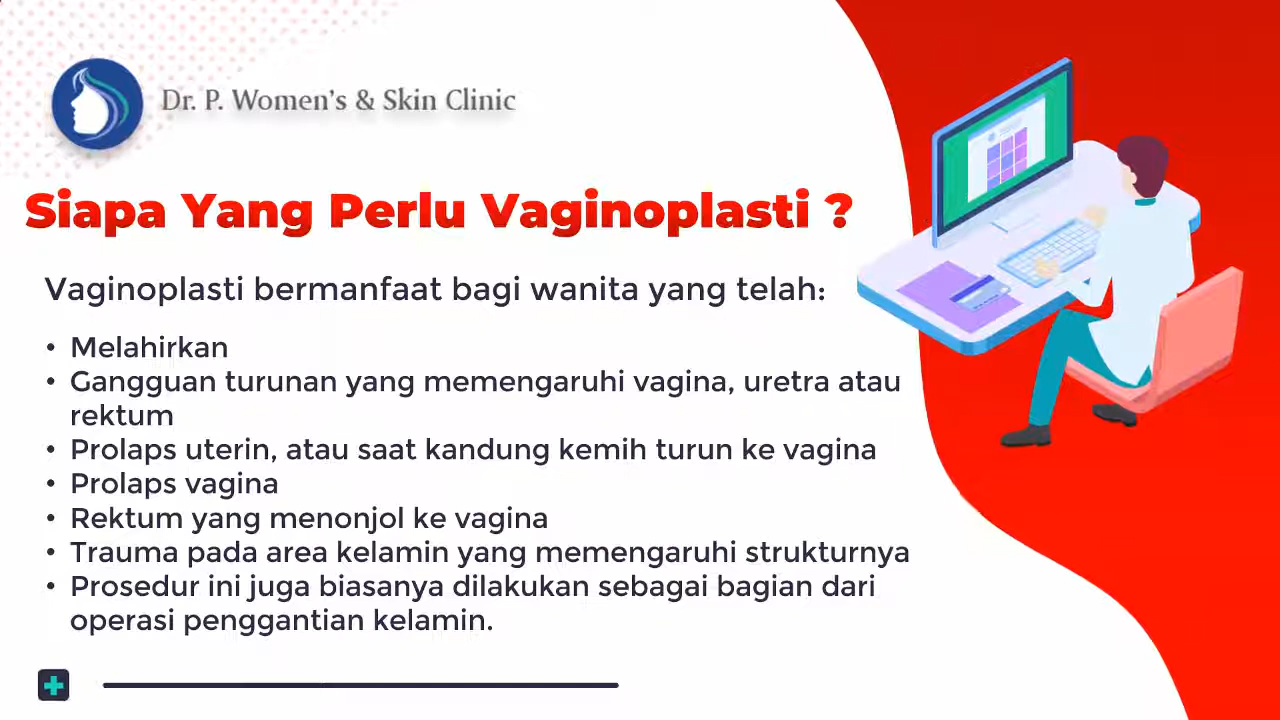 Dr. P. Women's & Skin Clinic
Siapa Yang Perlu Vaginoplasti ?
Vaginoplasti bermanfaat bagi wanita yang telah:
• Melahirkan
• Gangguan turunan yang memengaruhi vagina, uretra atau
rektum
• Prolaps uterin, atau saat kandung kemih turun ke vagina
• Prolaps vagina
• Rektum yang menonjol ke vagina
• Trauma pada area kelamin yang memengaruhi strukturnya
• Prosedur ini juga biasanya dilakukan sebagai bagian dari
operasi penggantian kelamin.